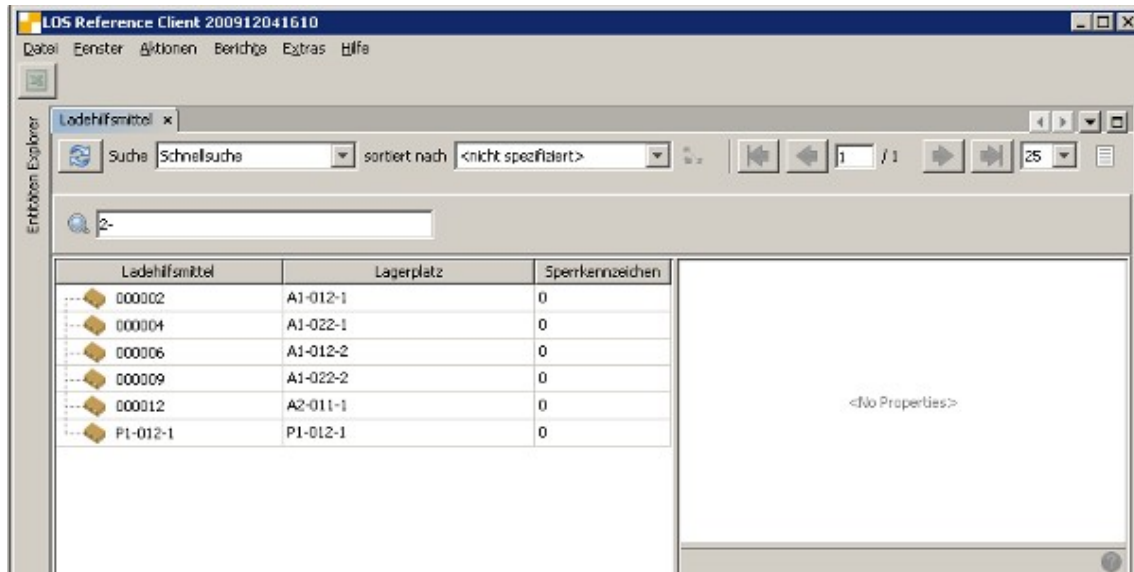 LOS Reference Client 200912041610
Datei Fenster Aktionen Berichte Extras Hilfe
Entitäten Explorer
Ladehilfsmittel
Suche Schnellsuche sortiert nach <nicht spezifiziert> 1 / 1 25
2-
Ladehilfsmittel Lagerplatz Sperrkennzeichen
000002 A1-012-1 0
000004 A1-022-1 0
000006 A1-012-2 0
000009 A1-022-2 0
000012 A2-011-1 0
P1-012-1 P1-012-1 0
<No Properties>